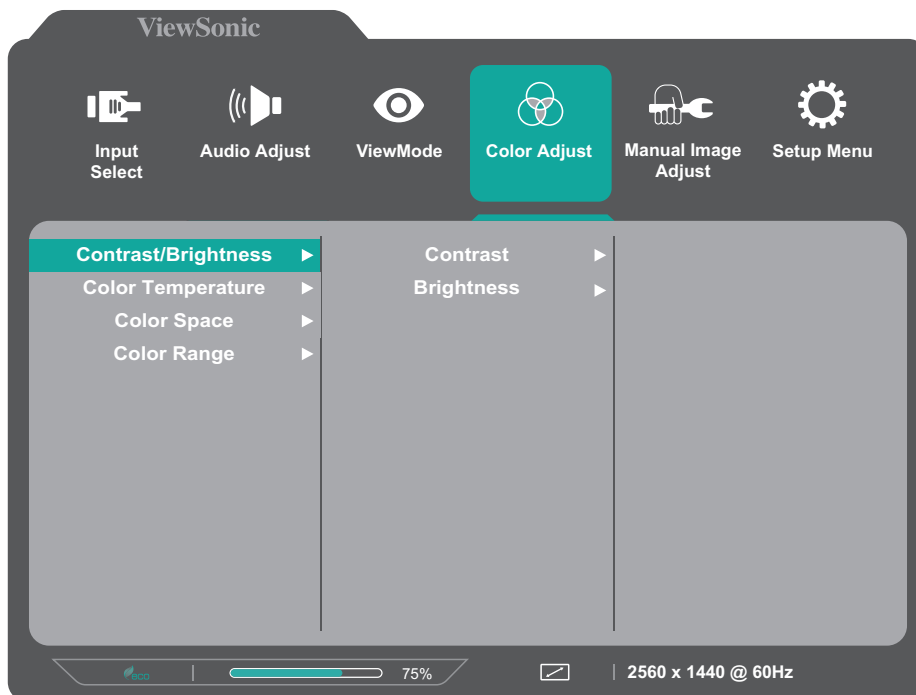 ViewSonic
Input
Select
Audio Adjust
ViewMode
Color Adjust
Manual Image
Adjust
Setup Menu
Contrast/Brightness
Contrast
Color Temperature
Brightness
Color Space
Color Range
eco
75%
2560 x 1440 @ 60Hz